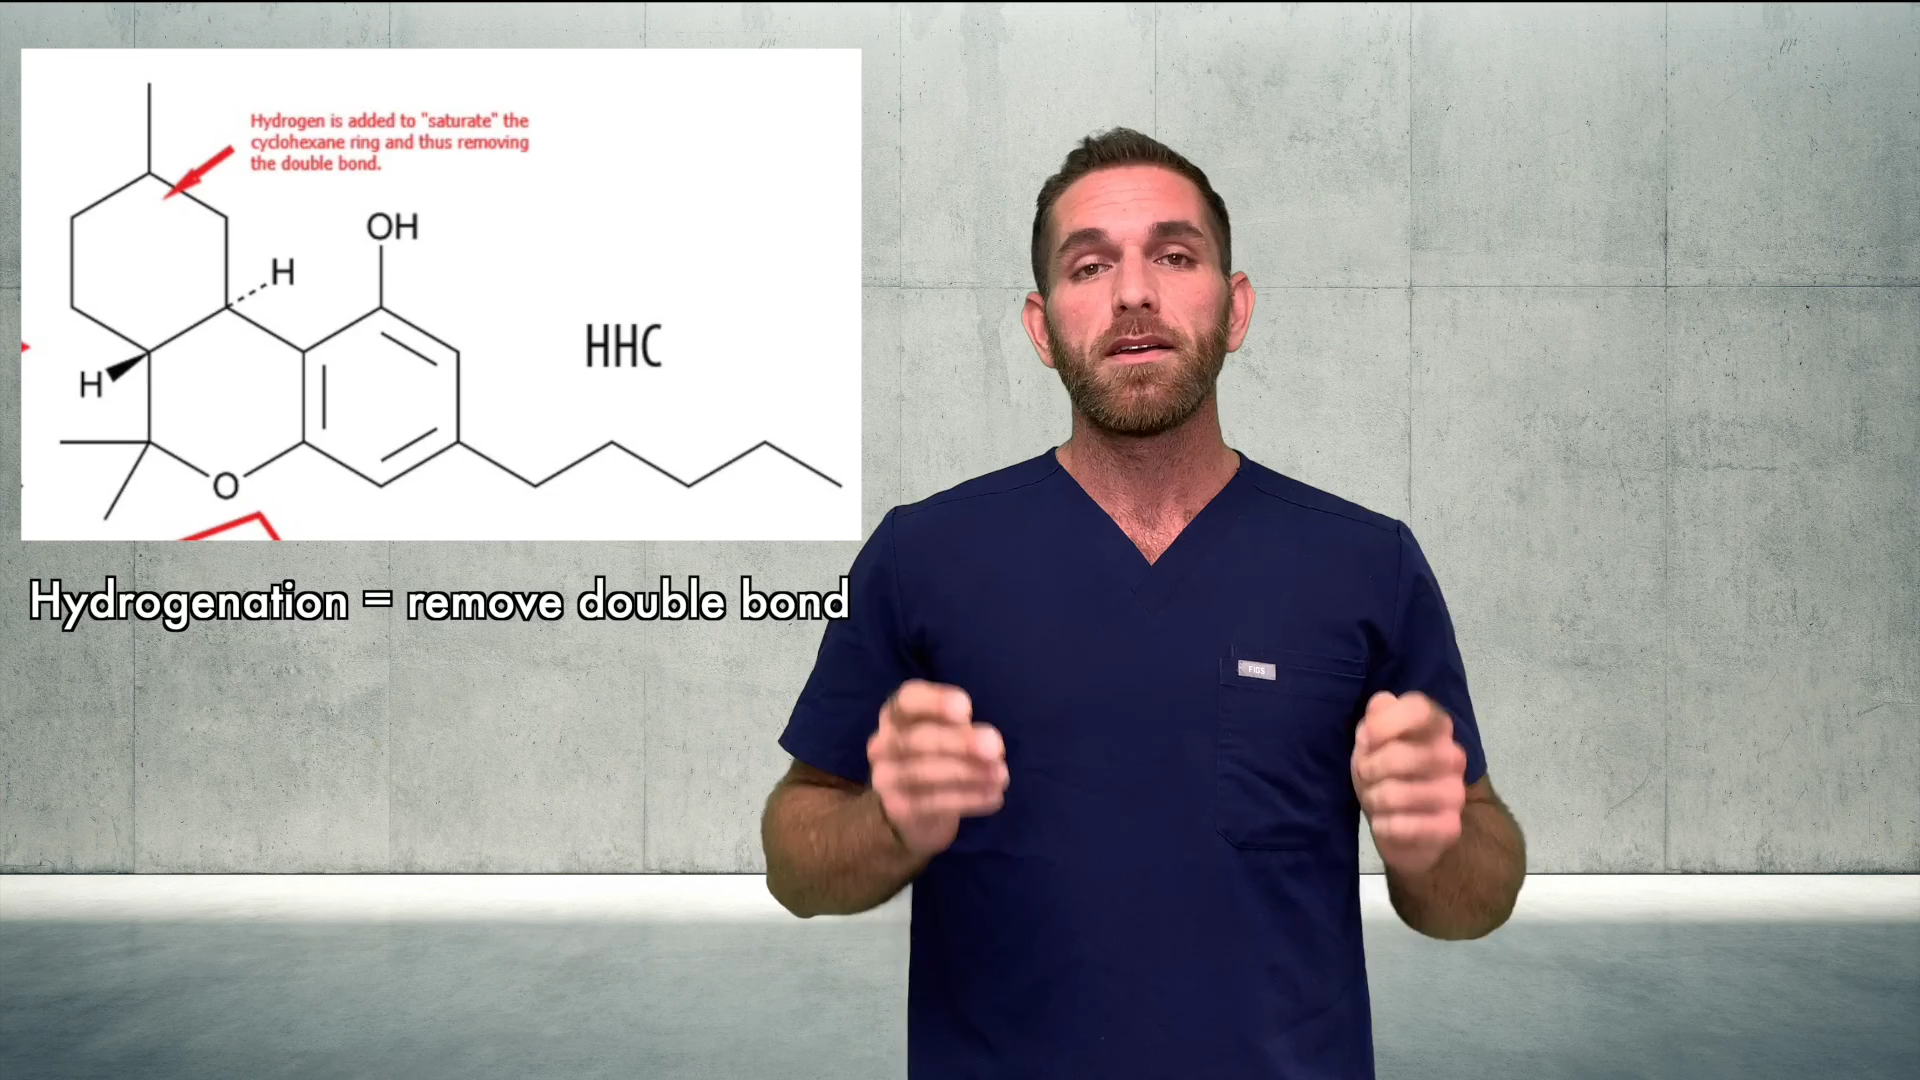 Hydrogen is added to "saturate" the
cyclohexane ring and thus removing
the double bond.
OH
H
HHC
H
O
Hydrogenation = remove double bond
FIGS